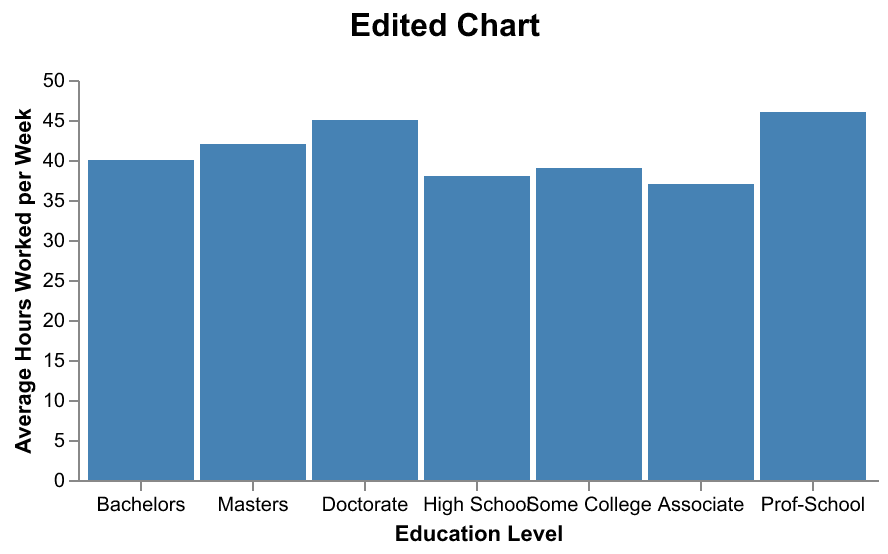 Edited Chart
Average Hours Worked per Week
50
45
40
35
30
25
20
15
10
5
0
Bachelors Masters Doctorate High School Some College Associate Prof-School
Education Level